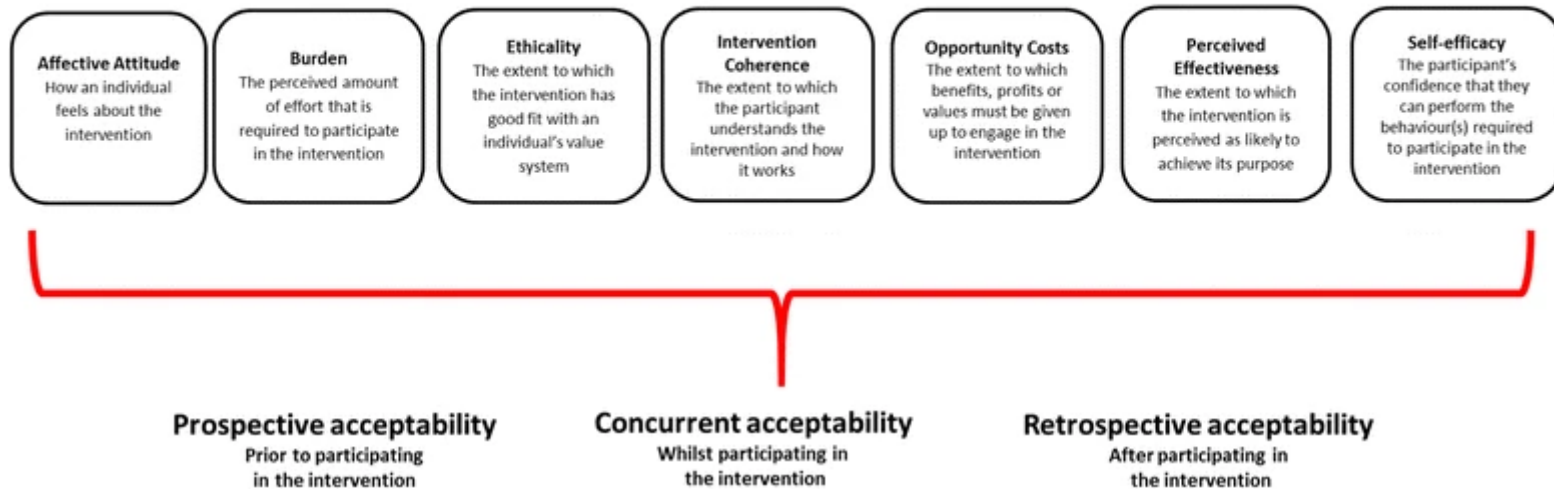 Affective Attitude
How an individual
feels about the
intervention
Burden
The perceived amount
of effort that is
required to participate
in the intervention
Ethicality
The extent to which
the intervention has
good fit with an
individual's value
system
Intervention
Coherence
The extent to which
the participant
understands the
intervention and how
it works
Opportunity Costs
The extent to which
benefits, profits or
values must be given
up to engage in the
intervention
Perceived
Effectiveness
The extent to which
the intervention is
perceived as likely to
achieve its purpose
Self-efficacy
The participant's
confidence that they
can perform the
behaviour(s) required
to participate in the
intervention
Prospective acceptability
Prior to participating
in the intervention
Concurrent acceptability
Whilst participating in
the intervention
Retrospective acceptability
After participating in
the intervention